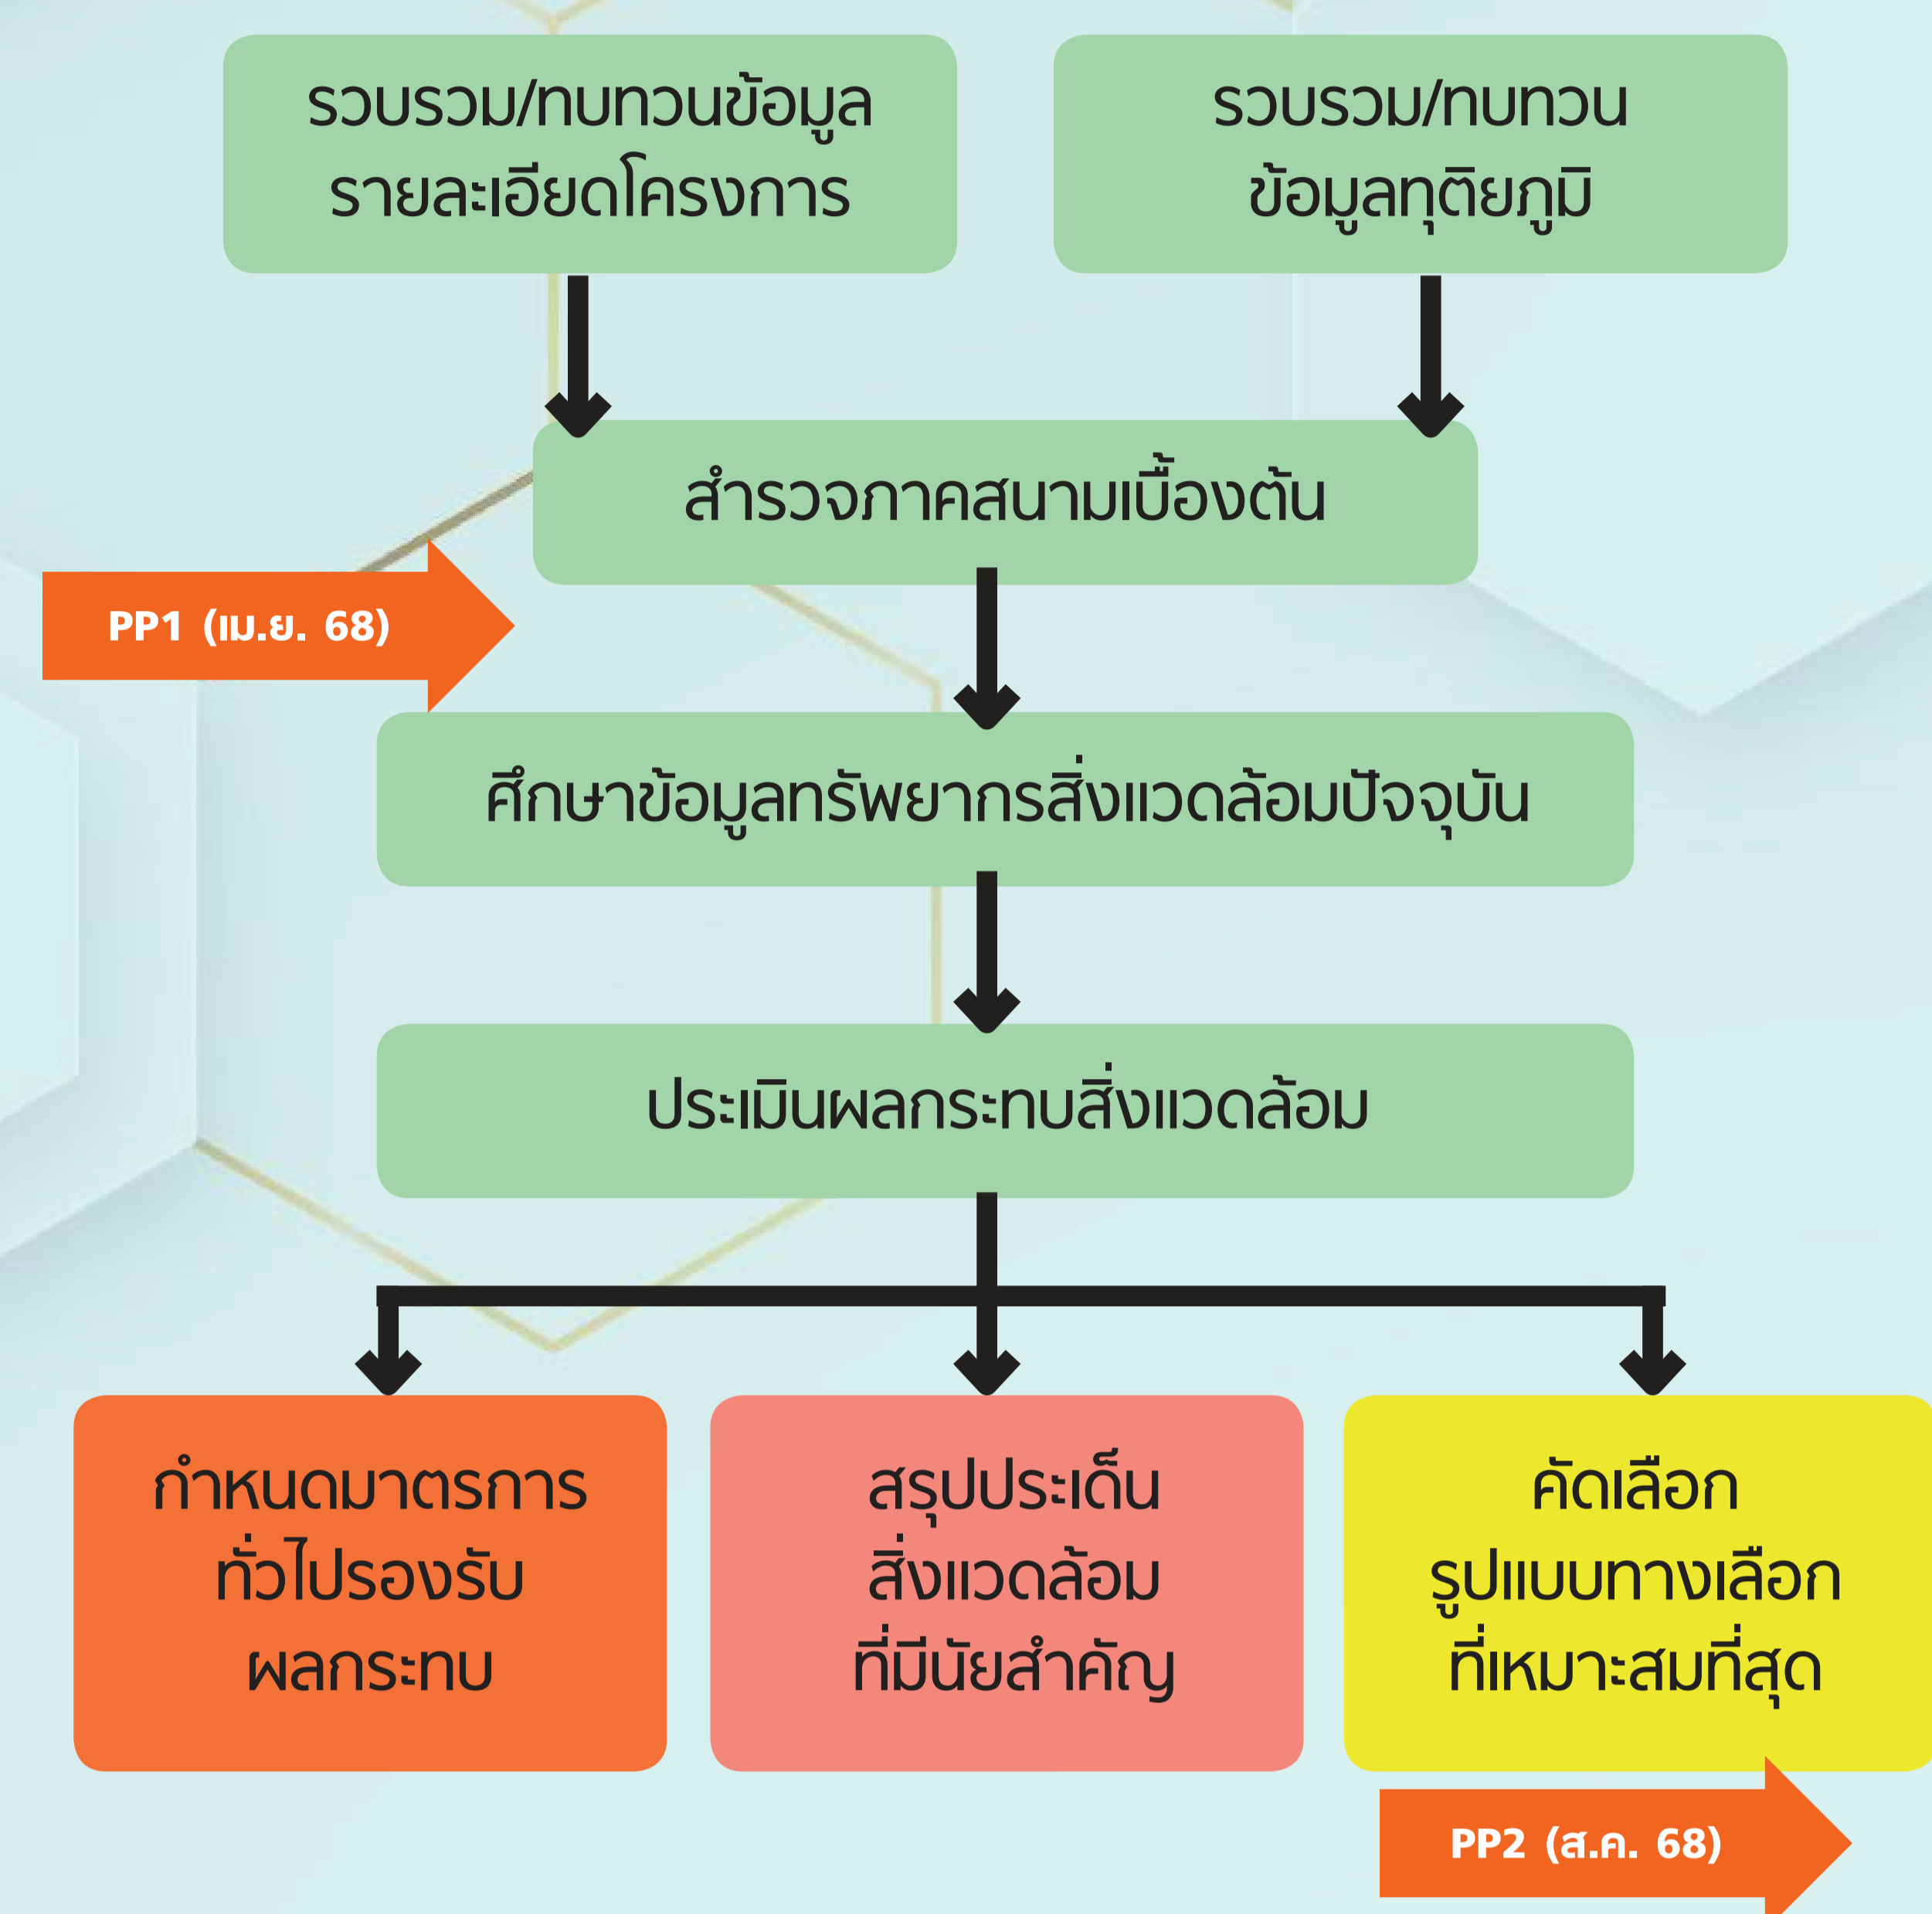 รวบรวม/ทบทวนข้อมูล
รายละเอียดโครงการ
รวบรวม/ทบทวน
ข้อมูลทุติยภูมิ
สำรวจภาคสนามเบื้องต้น
PP1 (เม.ย. 68)
ศึกษาข้อมูลทรัพยากรสิ่งแวดล้อมปัจจุบัน
ประเมินผลกระทบสิ่งแวดล้อม
กำหนดมาตรการ
ทั่วไปรองรับ
ผลกระทบ
สรุปประเด็น
สิ่งแวดล้อม
ที่มีนัยสำคัญ
คัดเลือก
รูปแบบทางเลือก
ที่เหมาะสมที่สุด
PP2 (ส.ค. 68)